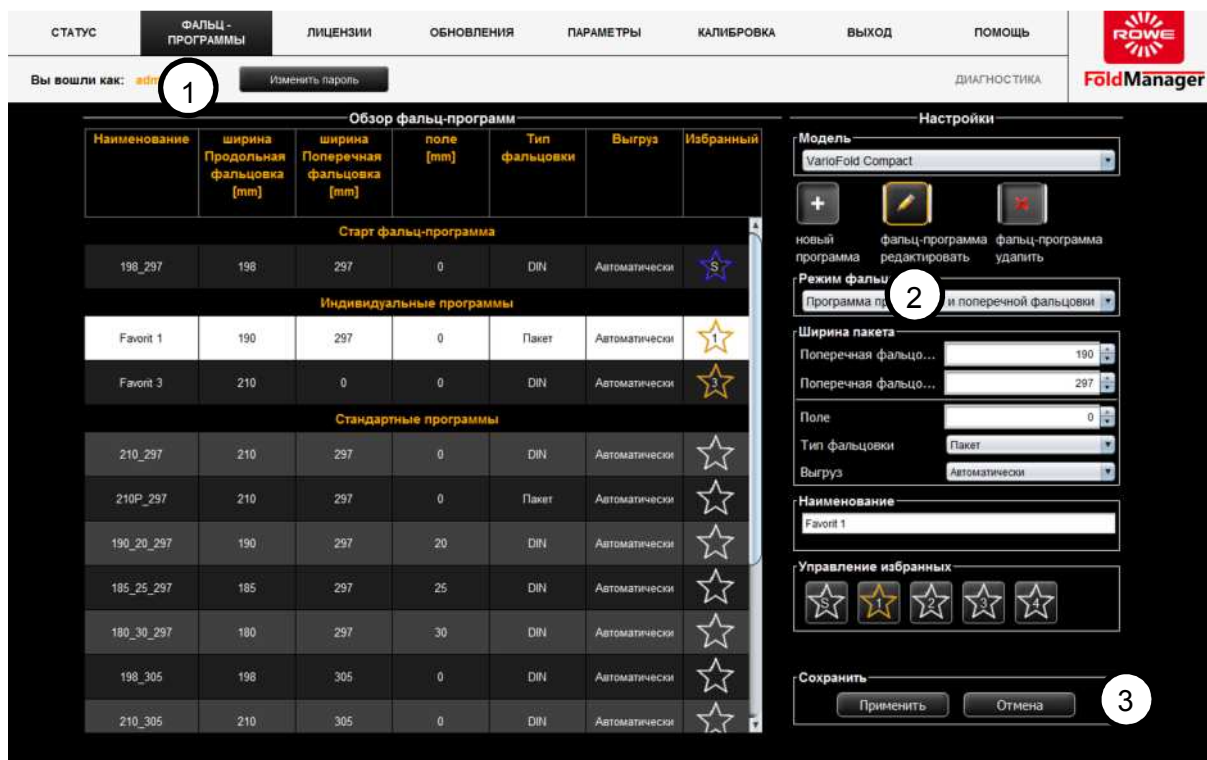 СТАТУС ФАЛЬЦ - ПРОГРАММЫ ЛИЦЕНЗИИ ОБНОВЛЕНИЯ ПАРАМЕТРЫ КАЛИБРОВКА ВЫХОД ПОМОЩЬ
ROWE
Вы вошли как: 1 Изменить пароль ДИАГНОСТИКА
FoldManager
Обзор фальц-программ
Наименование ширина Продольная фальцовка [mm] ширина Поперечная фальцовка [mm] поле [mm] Тип фальцовки Выгруз Избранный
Старт фальц-программа
198_297 198 297 0 DIN Автоматически S
Индивидуальные программы
Favorit 1 190 297 0 Пакет Автоматически 1
Favorit 3 210 0 0 DIN Автоматически 3
Стандартные программы
210_297 210 297 0 DIN Автоматически
210P_297 210 297 0 Пакет Автоматически
190_20_297 190 297 20 DIN Автоматически
185_25_297 185 297 25 DIN Автоматически
180_30_297 180 297 30 DIN Автоматически
198_305 198 305 0 DIN Автоматически
210_305 210 305 0 DIN Автоматически
Настройки
Модель
VarioFold Compact
новый программа
фальц-программа редактировать
фальц-программа удалить
Режим
2
Программа и поперечной фальцовки
Ширина пакета
Поперечная фальцо... 190
Поперечная фальцо... 297
Поле 0
Тип фальцовки Пакет
Выгруз Автоматически
Наименование
Favorit 1
Управление избранных
S 1 2 3 4
Сохранить
Применить Отмена 3